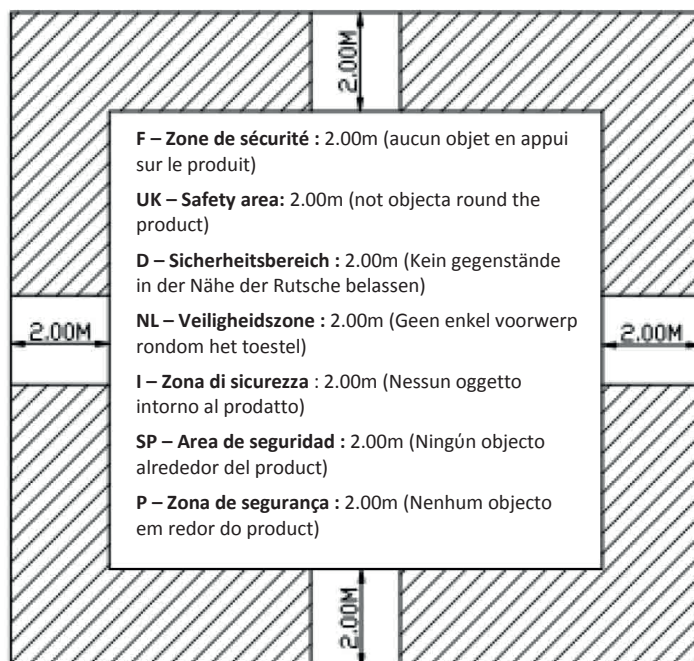 2.00M
F – Zone de sécurité : 2.00m (aucun objet en appui
sur le produit)
UK – Safety area: 2.00m (not objecta round the
product)
D – Sicherheitsbereich : 2.00m (Kein gegenstände
in der Nähe der Rutsche belassen)
2.00M
NL – Veiligheidszone : 2.00m (Geen enkel voorwerp
rondom het toestel)
2.00M
I – Zona di sicurezza : 2.00m (Nessun oggetto
intorno al prodatto)
SP – Area de seguridad : 2.00m (Ningún objecto
alrededor del product)
P – Zona de segurança : 2.00m (Nenhum objecto
em redor do product)
2.00M